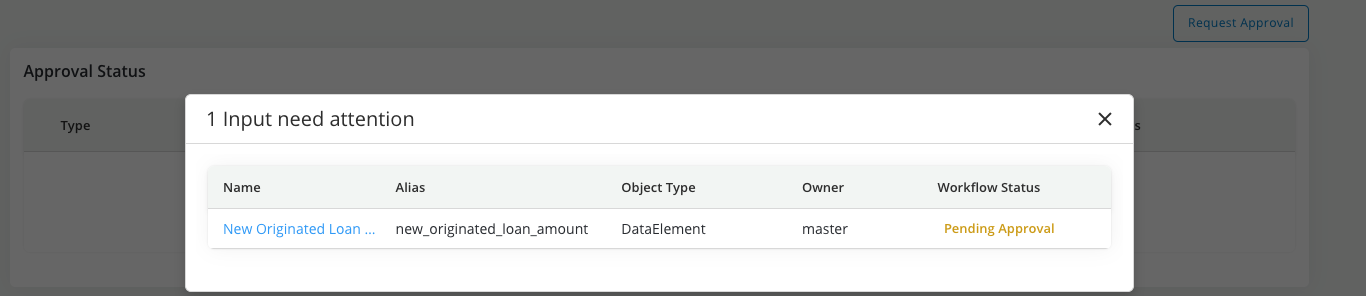 Request Approval
Approval Status
Type
s
1 Input need attention
Name Alias Object Type Owner Workflow Status
New Originated Loan ... new_originated_loan_amount DataElement master Pending Approval